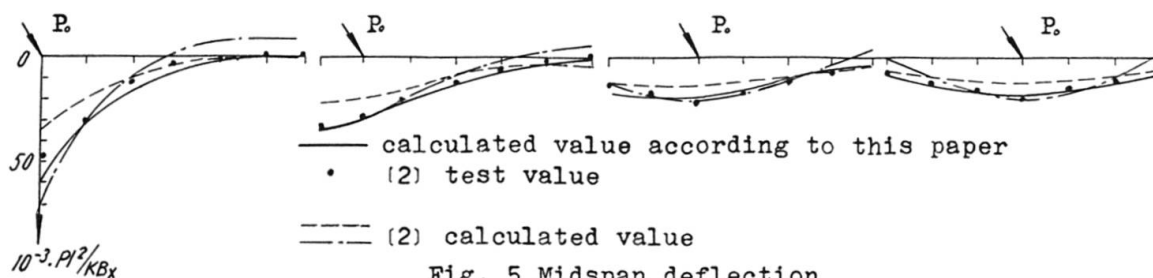 P₀ P₀ P₀ P₀
0
50
calculated value according to this paper
(2) test value
(2) calculated value
10⁻³.Pl²/KBx
Fig. 5 Midspan deflection